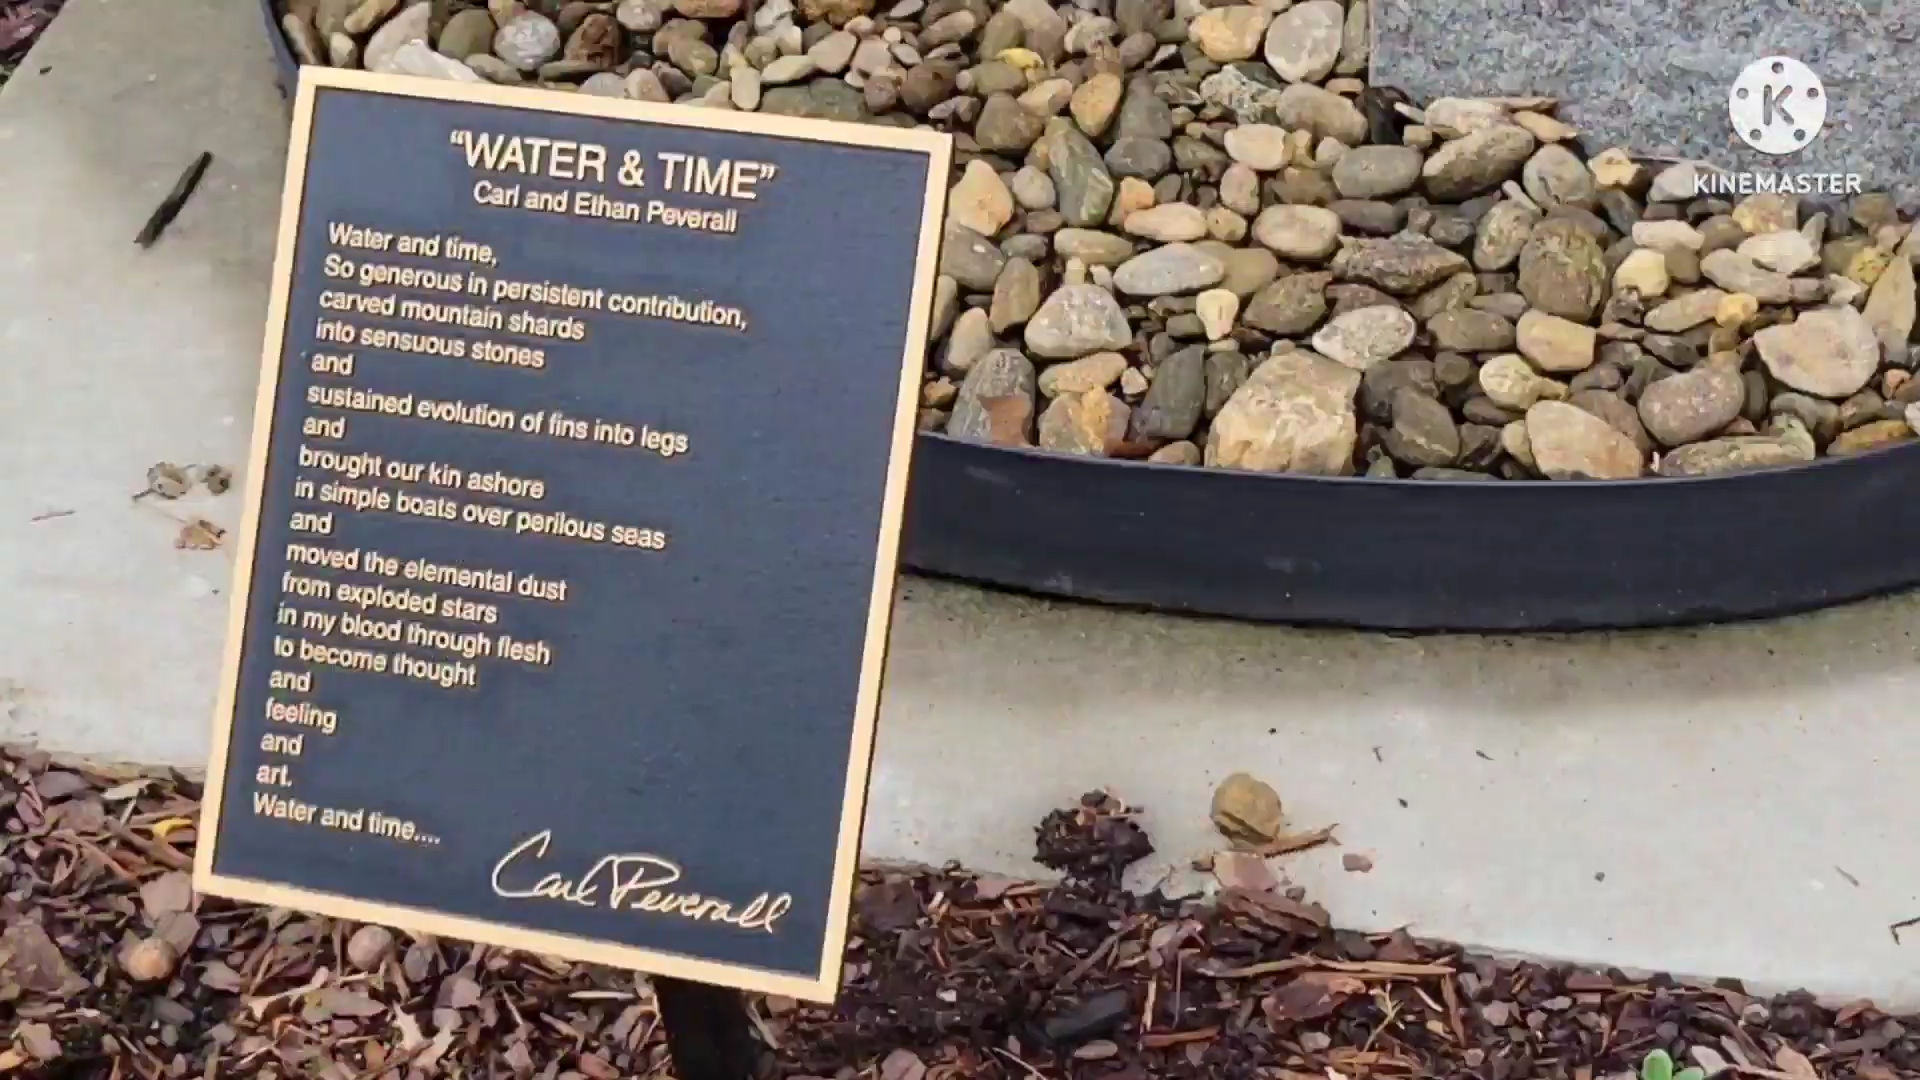 "WATER & TIME"
Carl and Ethan Peverall
Water and time,
So generous in persistent contribution,
carved mountain shards
into sensuous stones
and
sustained evolution of fins into legs
and
brought our kin ashore
in simple boats over perilous seas
and
moved the elemental dust
from exploded stars
in my blood through flesh
to become thought
and
feeling
and
art.
Water and time....
Carl Peverall
K
KINEMASTER